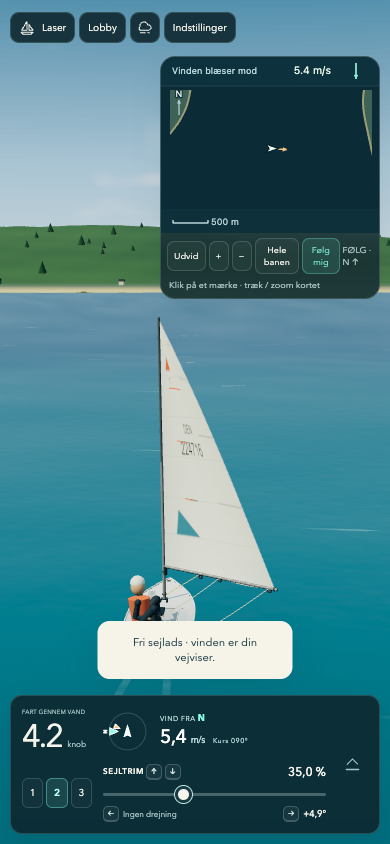 Laser
Lobby
Indstillinger
Vinden blæser mod
5.4 m/s
N
500 m
Udvid
+
−
Hele
banen
Følg
mig
FØLG ·
N ↑
Klik på et mærke · træk / zoom kortet
DEN
224716
Fri sejlads · vinden er din
vejviser.
FART GENNEM VAND
4.2 knob
VIND FRA N
5,4 m/s Kurs 090°
SEJLTRIM ↑ ↓ 35,0 %
1 2 3
← Ingen drejning → +4,9°